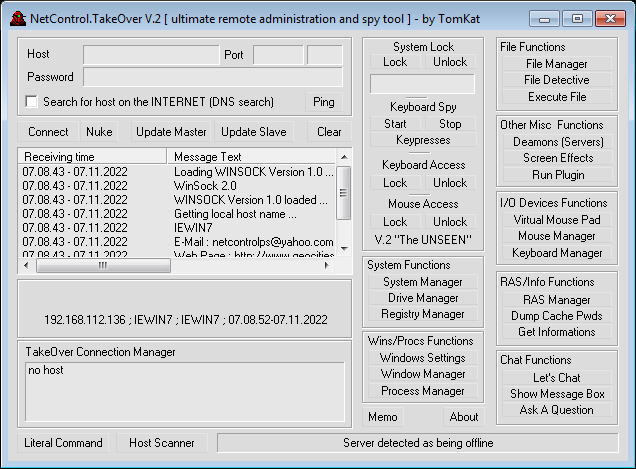 NetControl.TakeOver V.2 [ ultimate remote administration and spy tool ] - by TomKat
Host
Port
Password
Search for host on the INTERNET (DNS search)
Ping
Connect
Nuke
Update Master
Update Slave
Clear
Receiving time
Message Text
07.08.43 - 07.11.2022
Loading WINSOCK Version 1.0 ...
07.08.43 - 07.11.2022
WinSock 2.0
07.08.43 - 07.11.2022
WINSOCK Version 1.0 loaded ...
07.08.43 - 07.11.2022
Getting local host name ...
07.08.43 - 07.11.2022
IEWIN7
07.08.43 - 07.11.2022
E-Mail : netcontrolps@yahoo.com
07.08.43 - 07.11.2022
Web Page : http://www.geocities
192.168.112.136 ; IEWIN7 ; IEWIN7 ; 07.08.52-07.11.2022
TakeOver Connection Manager
no host
Literal Command
Host Scanner
Server detected as being offline
System Lock
Lock
Unlock
Keyboard Spy
Start
Stop
Keypresses
Keyboard Access
Lock
Unlock
Mouse Access
Lock
Unlock
V.2 "The UNSEEN"
System Functions
System Manager
Drive Manager
Registry Manager
Wins/Procs Functions
Windows Settings
Window Manager
Process Manager
Memo
About
File Functions
File Manager
File Detective
Execute File
Other Misc Functions
Deamons (Servers)
Screen Effects
Run Plugin
I/O Devices Functions
Virtual Mouse Pad
Mouse Manager
Keyboard Manager
RAS/Info Functions
RAS Manager
Dump Cache Pwds
Get Informations
Chat Functions
Let's Chat
Show Message Box
Ask A Question